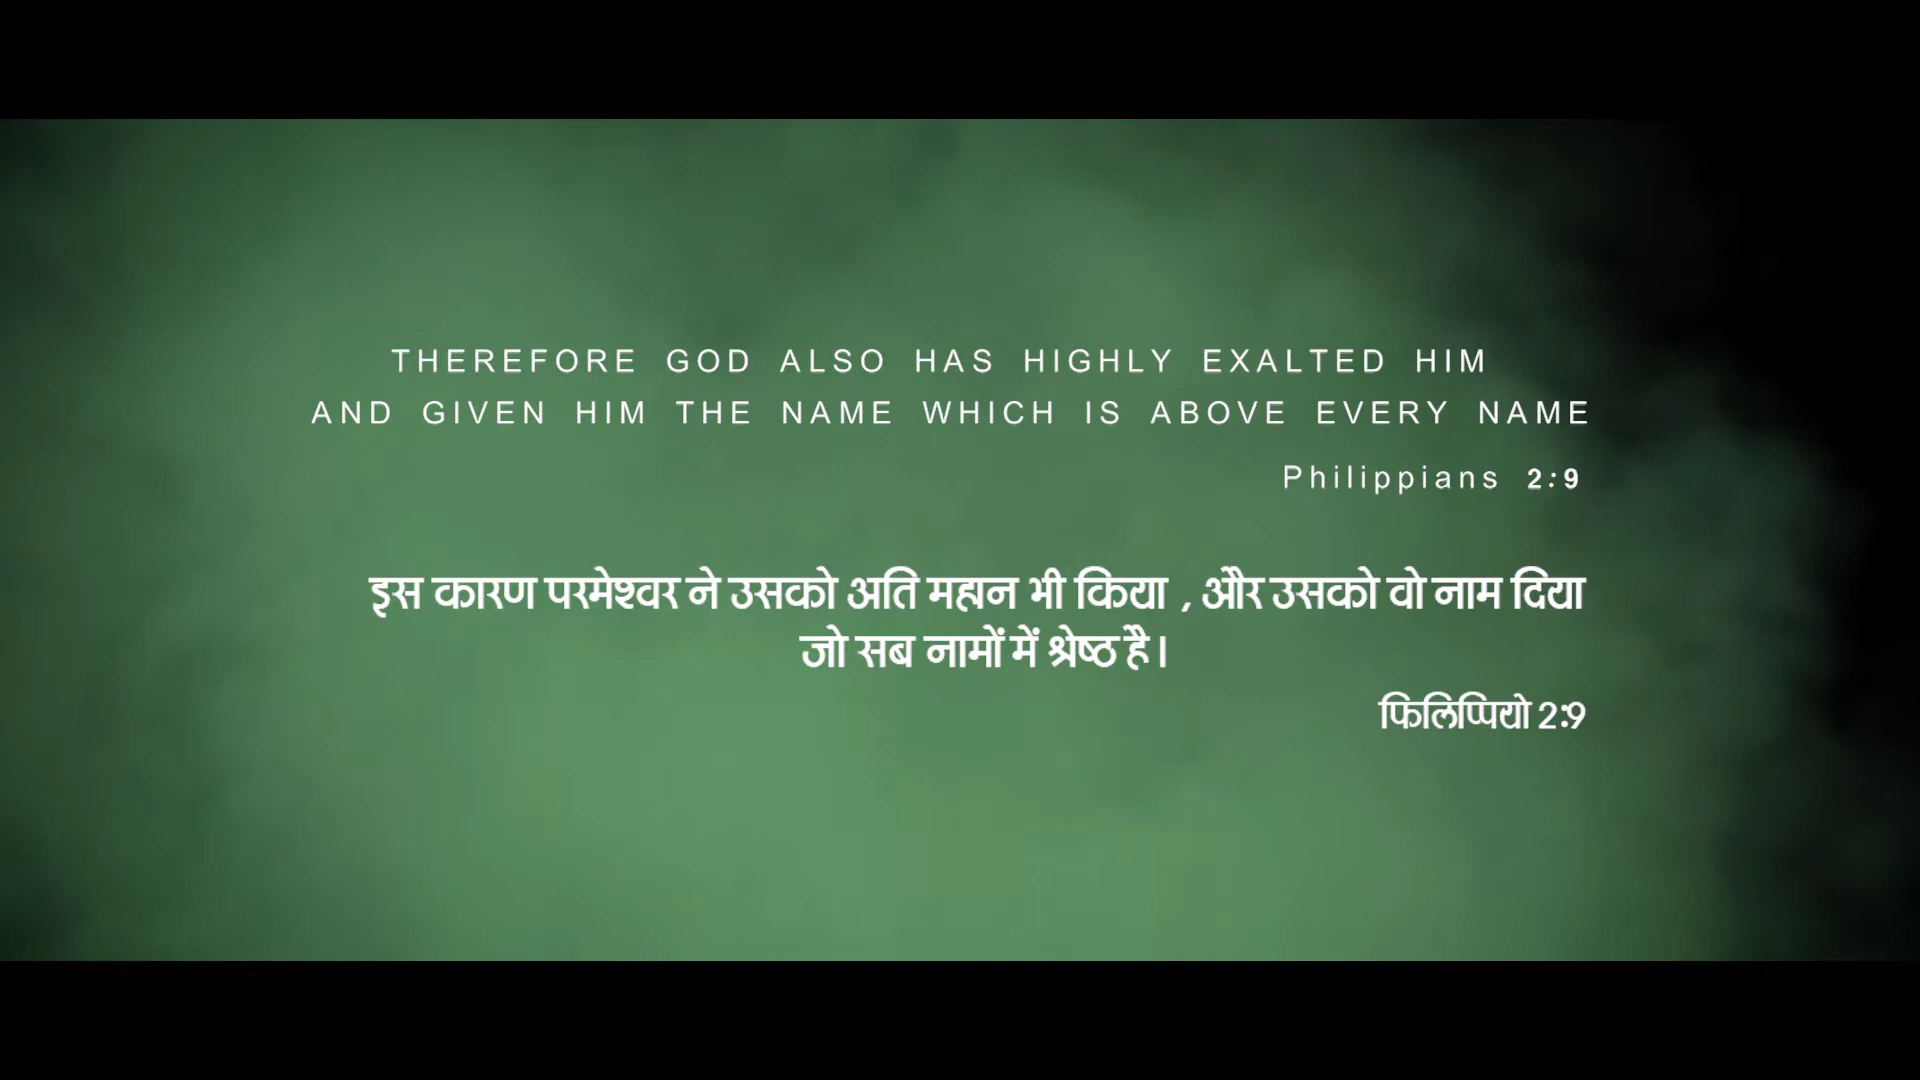 THEREFORE GOD ALSO HAS HIGHLY EXALTED HIM
AND GIVEN HIM THE NAME WHICH IS ABOVE EVERY NAME
Philippians 2:9
इस कारण परमेश्वर ने उसको अति महान भी किया , और उसको वो नाम दिया
जो सब नामों में श्रेष्ठ है।
फिलिप्पियो 2:9